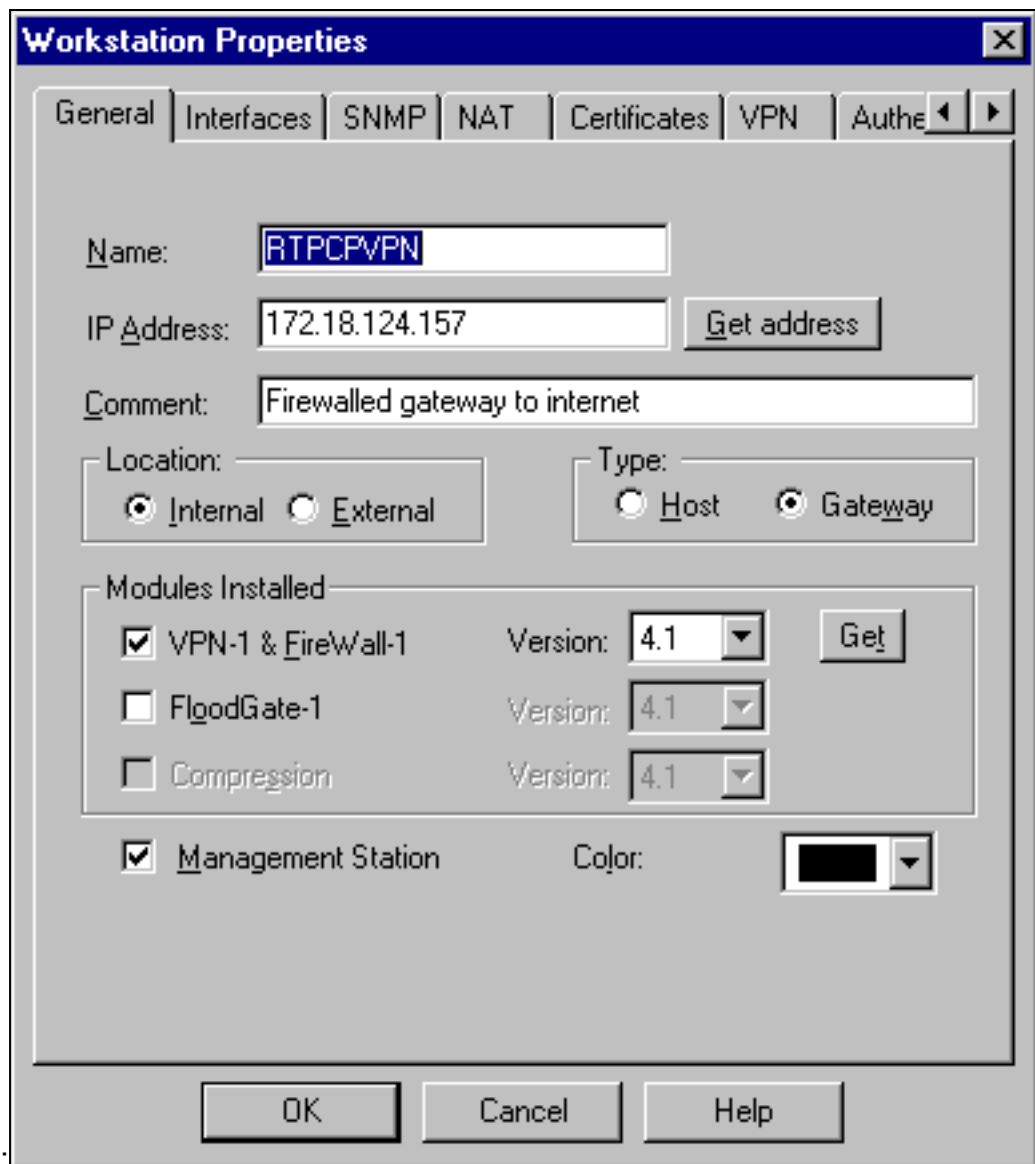 Workstation Properties
General Interfaces SNMP NAT Certificates VPN Authe
Name: RTPCPVPN
IP Address: 172.18.124.157 Get address
Comment: Firewalled gateway to internet
Location: Type:
Internal External Host Gateway
Modules Installed
VPN-1 & FireWall-1 Version: 4.1 Get
FloodGate-1 Version: 4.1
Compression Version: 4.1
Management Station Color:
OK Cancel Help
.